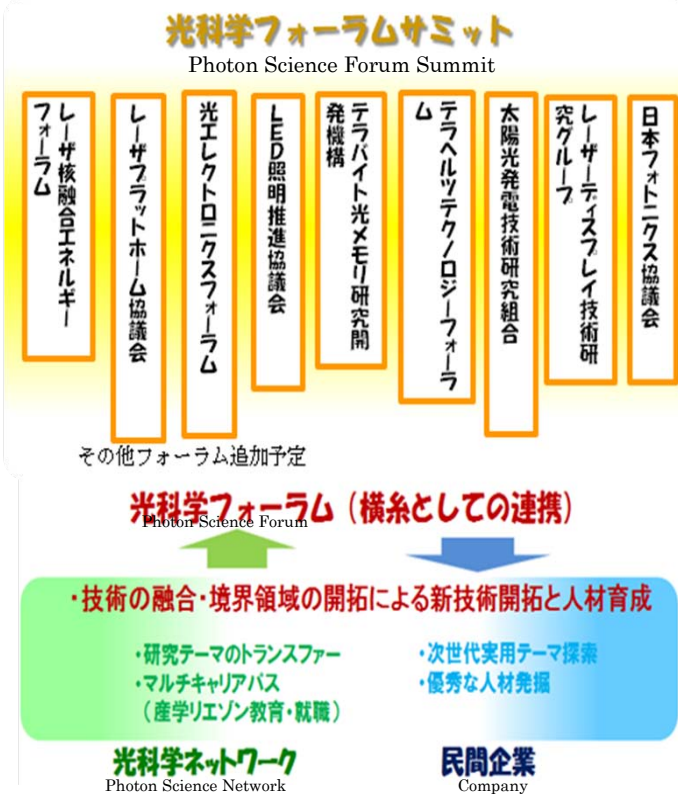 光科学フォーラムサミット
Photon Science Forum Summit
レーザ核融合エネルギー
フォーラム
レーザプラットホーム協議会
光エレクトロニクスフォーラム
LED照明推進協議会
テラバイト光メモリ研究開
発機構
テラヘルツテクノロジーフォーラ
ム
太陽光発電技術研究組合
レーザーディスプレイ技術研
究グループ
日本フォトニクス協議会
その他フォーラム追加予定
光科学フォーラム（横糸としての連携）
Photon Science Forum
・技術の融合・境界領域の開拓による新技術開拓と人材育成
・研究テーマのトランスファー
・マルチキャリアパス
（産学リエゾン教育・就職）
・次世代実用テーマ探索
・優秀な人材発掘
光科学ネットワーク
Photon Science Network
民間企業
Company